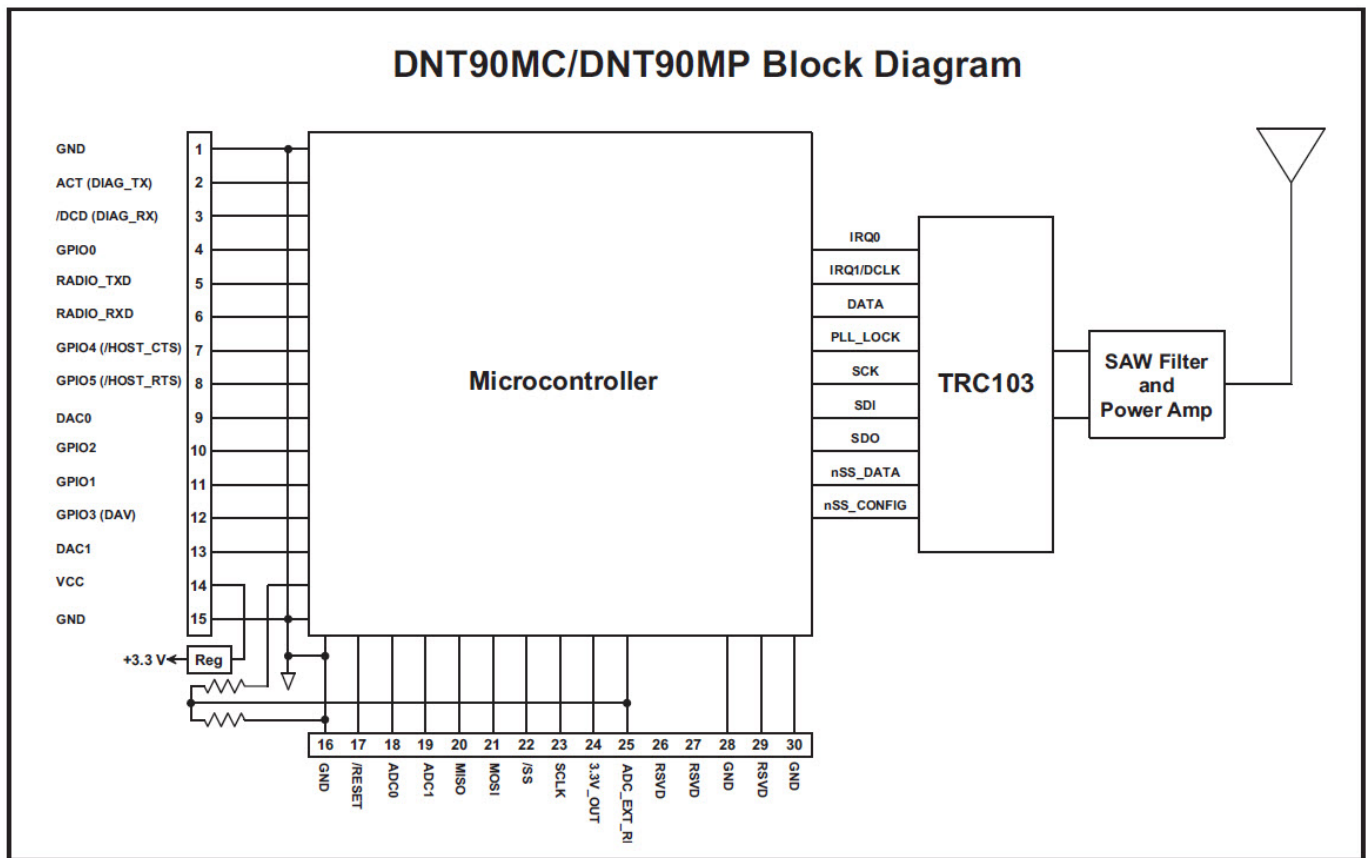 DNT90MC/DNT90MP Block Diagram
GND
1
ACT (DIAG_TX)
2
/DCD (DIAG_RX)
3
GPIO0
4
RADIO_TXD
5
RADIO_RXD
6
GPIO4 (/HOST_CTS)
7
GPIO5 (/HOST_RTS)
8
DAC0
9
GPIO2
10
GPIO1
11
GPIO3 (DAV)
12
DAC1
13
VCC
14
GND
15
+3.3 V
Reg
Microcontroller
IRQ0
IRQ1/DCLK
DATA
PLL_LOCK
SCK
SDI
SDO
nSS_DATA
nSS_CONFIG
TRC103
SAW Filter
and
Power Amp
16
17
18
19
20
21
22
23
24
25
26
27
28
29
30
GND
/RESET
ADC0
ADC1
MISO
MOSI
/SS
SCLK
3.3V_OUT
ADC_EXT_RI
RSVD
RSVD
GND
RSVD
GND